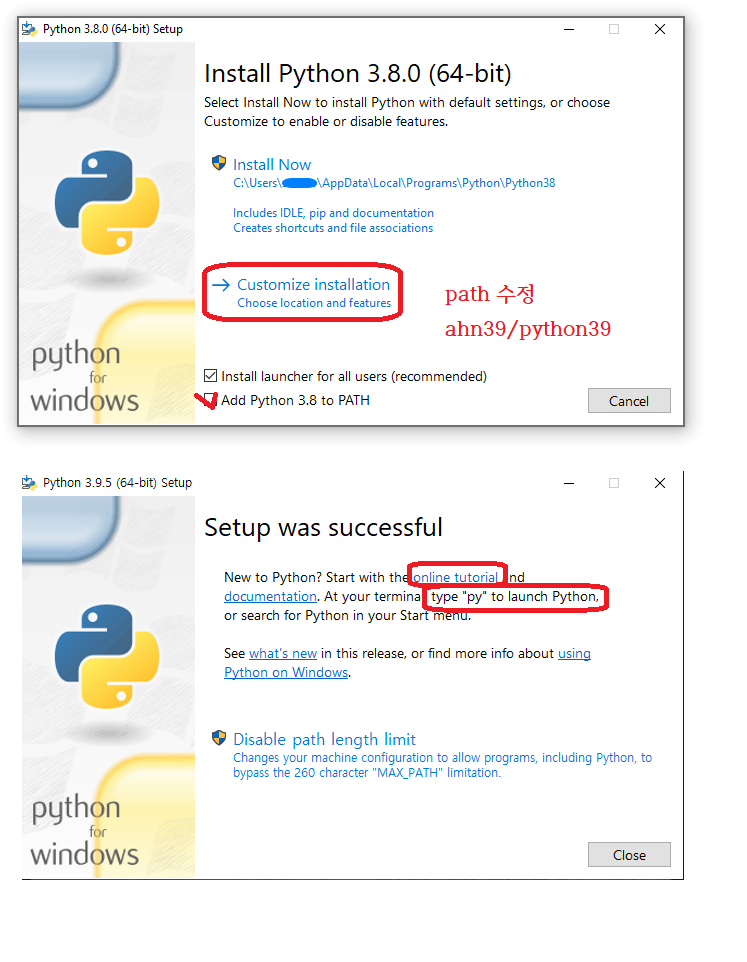 Python 3.8.0 (64-bit) Setup
Install Python 3.8.0 (64-bit)
Select Install Now to install Python with default settings, or choose
Customize to enable or disable features.
Install Now
C:\Users\ \AppData\Local\Programs\Python\Python38
Includes IDLE, pip and documentation
Creates shortcuts and file associations
Customize installation
Choose location and features
path 수정
ahn39/python39
python
for
windows
Install launcher for all users (recommended)
Add Python 3.8 to PATH
Cancel
Python 3.9.5 (64-bit) Setup
Setup was successful
New to Python? Start with the online tutorial and
documentation. At your terminal, type "py" to launch Python,
or search for Python in your Start menu.
See what's new in this release, or find more info about using
Python on Windows.
Disable path length limit
Changes your machine configuration to allow programs, including Python, to
bypass the 260 character "MAX_PATH" limitation.
python
for
windows
Close